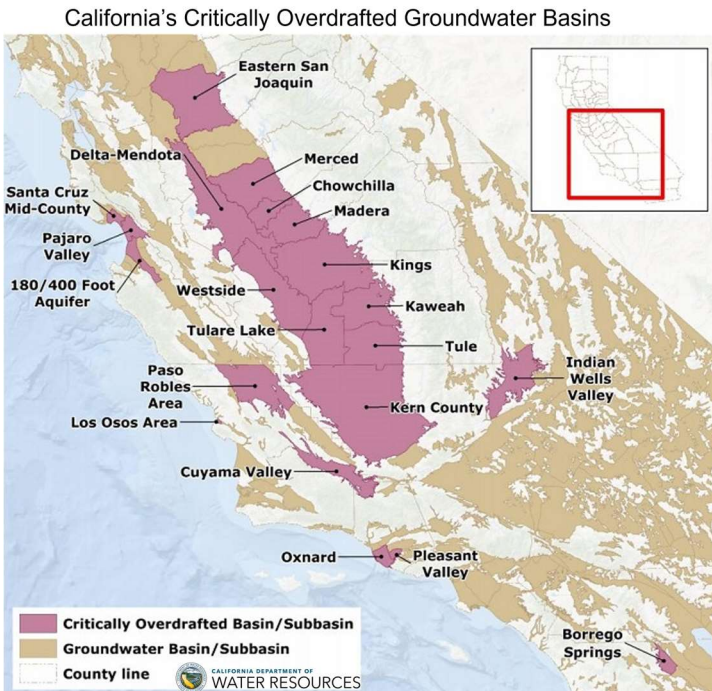 California's Critically Overdrafted Groundwater Basins
Eastern San
Joaquin
Delta-Mendota
Merced
Chowchilla
Santa Cruz
Mid-County
Madera
Pajaro
Valley
Kings
180/400 Foot
Aquifer
Westside
Kaweah
Tulare Lake
Tule
Paso
Robles
Area
Indian
Wells
Valley
Kern County
Los Osos Area
Cuyama Valley
Oxnard
Pleasant
Valley
Critically Overdrafted Basin/Subbasin
Groundwater Basin/Subbasin
County line
CALIFORNIA DEPARTMENT OF
WATER RESOURCES
Borrego
Springs